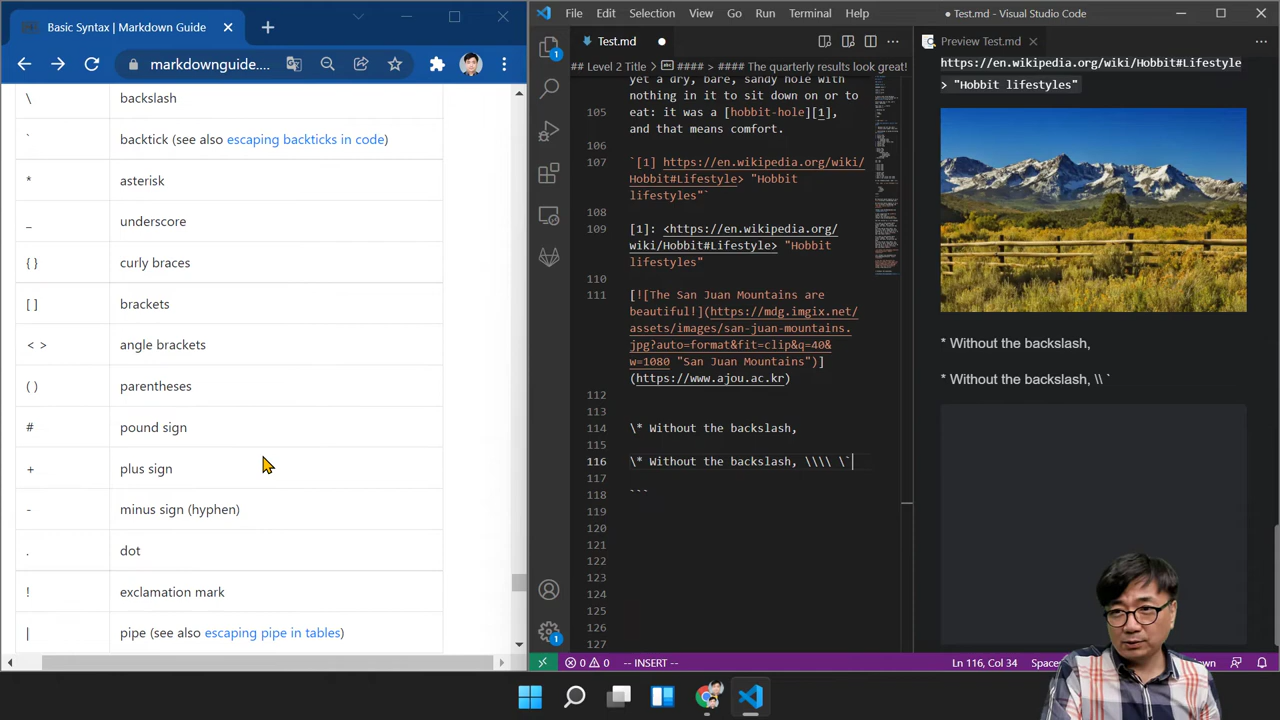 Basic Syntax | Markdown Guide
markdownguide....
\ backslash
` backtick (see also escaping backticks in code)
* asterisk
_ underscore
{ } curly braces
[ ] brackets
< > angle brackets
( ) parentheses
# pound sign
+ plus sign
- minus sign (hyphen)
. dot
! exclamation mark
| pipe (see also escaping pipe in tables)
File Edit Selection View Go Run Terminal Help
● Test.md - Visual Studio Code
Test.md
## Level 2 Title > #### > #### The quarterly results look great!
yet a dry, bare, sandy hole with
nothing in it to sit down on or to
105 eat: it was a [hobbit-hole][1],
and that means comfort.
106
107 `[1] https://en.wikipedia.org/wiki/
Hobbit#Lifestyle> "Hobbit
lifestyles"`
108
109 [1]: <https://en.wikipedia.org/
wiki/Hobbit#Lifestyle> "Hobbit
lifestyles"
110
111 [![The San Juan Mountains are
beautiful!](https://mdg.imgix.net/
assets/images/san-juan-mountains.
jpg?auto=format&fit=clip&q=40&
w=1080 "San Juan Mountains")]
(https://www.ajou.ac.kr)
112
113
114 \* Without the backslash,
115
116 \* Without the backslash, \\\\ \`
117
118 ```
119
120
121
122
123
124
125
126
127
Preview Test.md
https://en.wikipedia.org/wiki/Hobbit#Lifestyle
> "Hobbit lifestyles"
* Without the backslash,
* Without the backslash, \\ `
0 0 -- INSERT -- Ln 116, Col 34
1
1